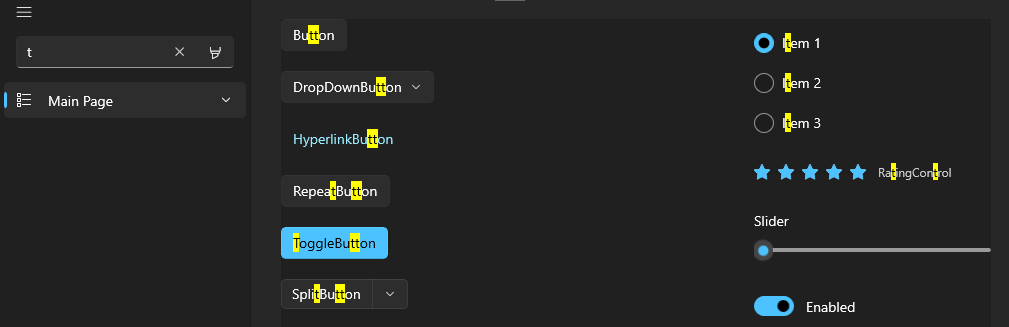 t
Main Page
Button
DropDownButton
HyperlinkButton
RepeatButton
ToggleButton
SplitButton
Item 1
Item 2
Item 3
RatingControl
Slider
Enabled